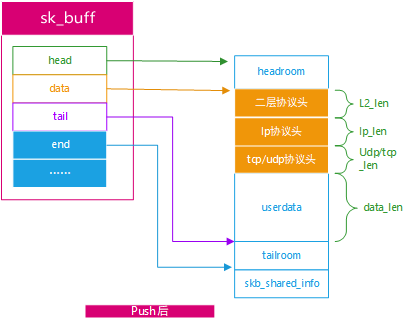 sk_buff
head
data
tail
end
······
headroom
二层协议头
Ip协议头
tcp/udp协议头
userdata
tailroom
skb_shared_info
L2_len
Ip_len
Udp/tcp
_len
data_len
Push后